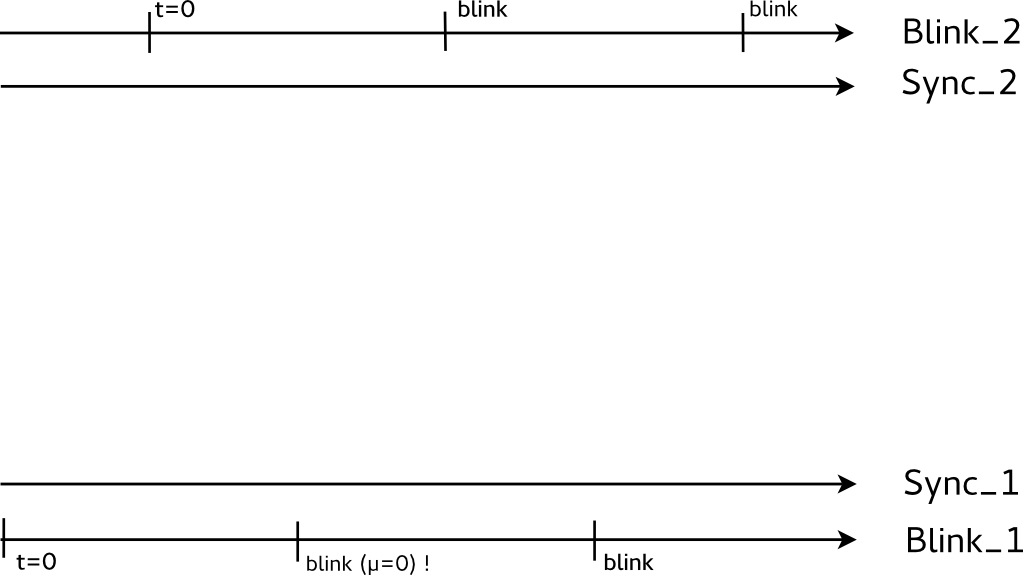 t=0 blink blink
Blink_2
Sync_2
Sync_1
Blink_1
t=0 blink (µ=0) ! blink